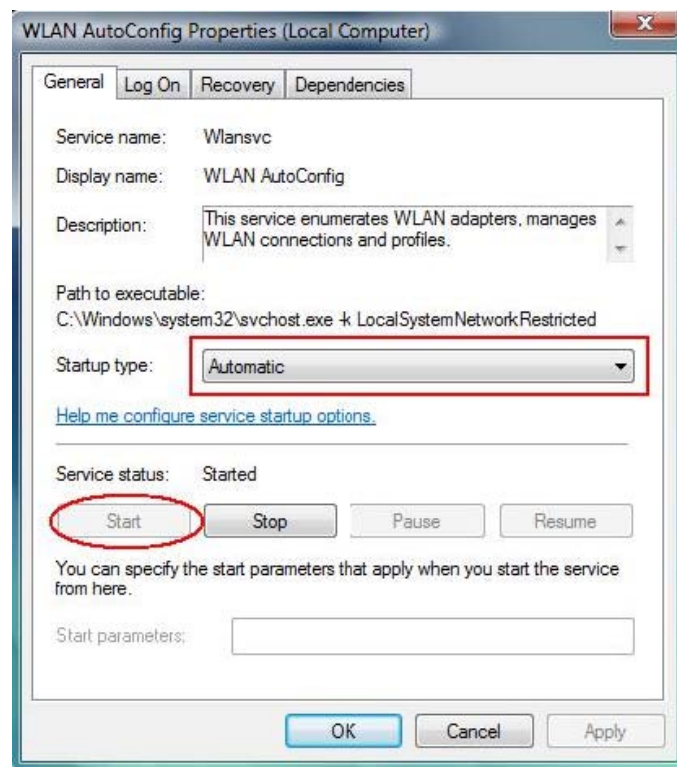 WLAN AutoConfig Properties (Local Computer)
General Log On Recovery Dependencies
Service name: Wlansvc
Display name: WLAN AutoConfig
Description: This service enumerates WLAN adapters, manages
WLAN connections and profiles.
Path to executable:
C:\Windows\system32\svchost.exe -k LocalSystemNetworkRestricted
Startup type: Automatic
Help me configure service startup options.
Service status: Started
Start Stop Pause Resume
You can specify the start parameters that apply when you start the service
from here.
Start parameters:
OK Cancel Apply